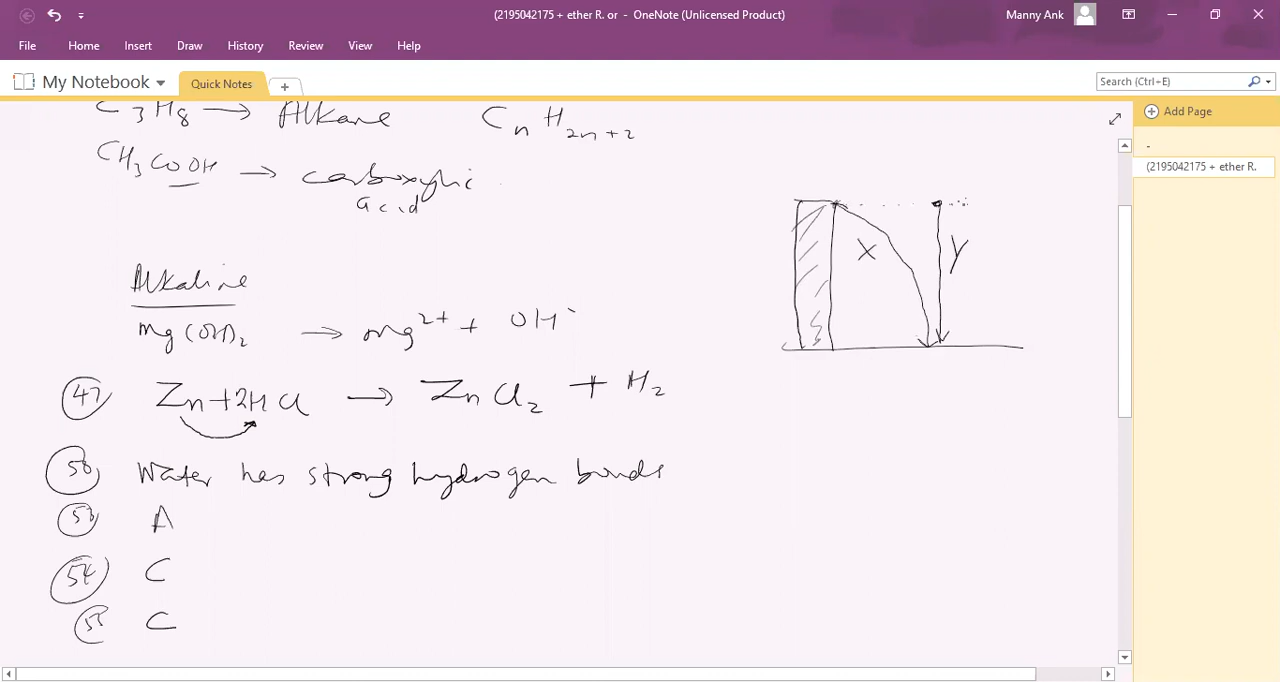 (2195042175 + ether R. or - OneNote (Unlicensed Product)
Manny Ank
File Home Insert Draw History Review View Help
My Notebook
Quick Notes
+
Search (Ctrl+E)
Add Page
-
(2195042175 + ether R.
C3H8 → Alkane CnH2n+2
CH3COOH → carboxylic
acid
Alkaline
mg(OH)2 → mg2+ + OH-
X
Y
47 Zn + 2HCl → ZnCl2 + H2
50 Water has strong hydrogen bonds
A
54 C
55 C